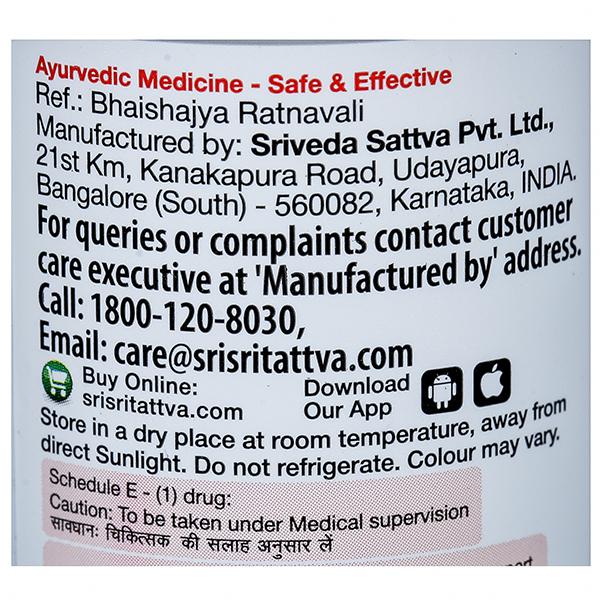 Ayurvedic Medicine - Safe & Effective
Ref.: Bhaishajya Ratnavali
Manufactured by: Sriveda Sattva Pvt. Ltd.,
21st Km, Kanakapura Road, Udayapura,
Bangalore (South) - 560082, Karnataka, INDIA.
For queries or complaints contact customer
care executive at 'Manufactured by' address.
Call: 1800-120-8030,
Email: care@srisritattva.com
Buy Online: Download
srisritattva.com Our App
Store in a dry place at room temperature, away from
direct Sunlight. Do not refrigerate. Colour may vary.
Schedule E - (1) drug:
Caution: To be taken under Medical supervision
सावधानः चिकित्सक की सलाह अनुसार लें